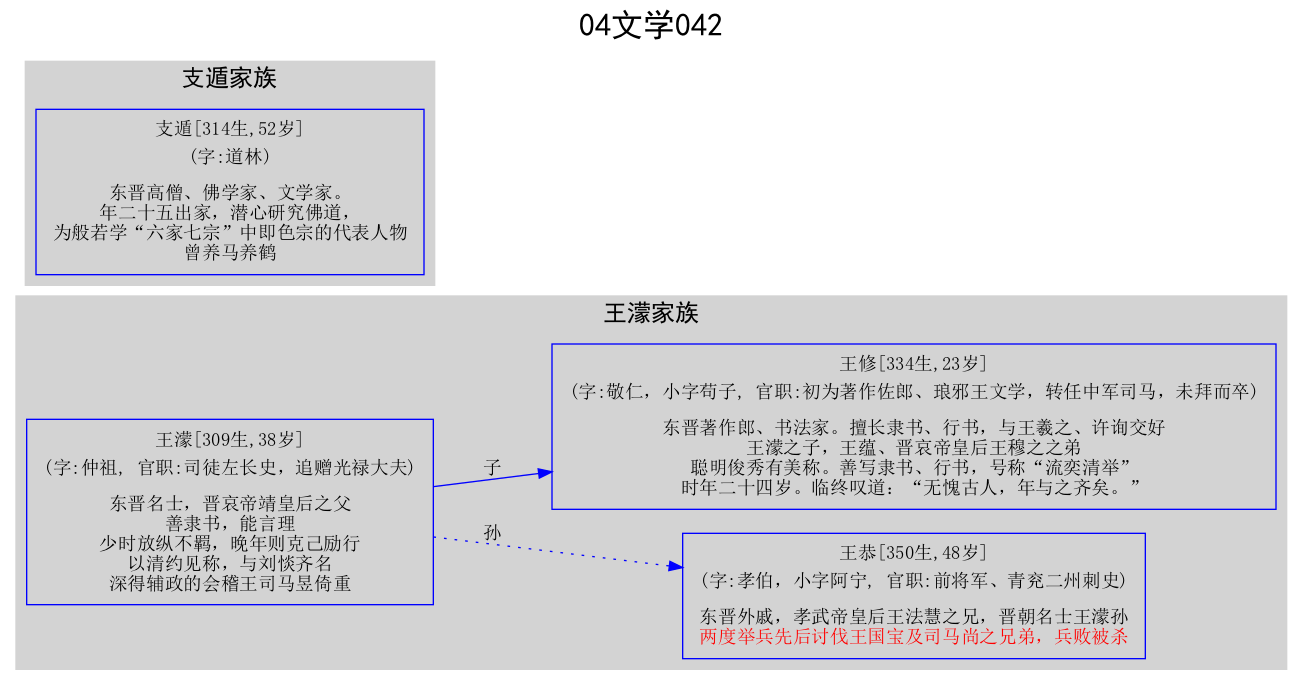 04文学042
支遁家族
支遁[314生,52岁]
(字:道林)
东晋高僧、佛学家、文学家。
年二十五出家，潜心研究佛道，
为般若学“六家七宗”中即色宗的代表人物
曾养马养鹤
王濛家族
王修[334生,23岁]
(字:敬仁，小字苟子, 官职:初为著作佐郎、琅邪王文学，转任中军司马，未拜而卒)
东晋著作郎、书法家。擅长隶书、行书，与王羲之、许询交好
王濛之子，王蕴、晋哀帝皇后王穆之之弟
聪明俊秀有美称。善写隶书、行书，号称“流奕清举”
时年二十四岁。临终叹道：“无愧古人，年与之齐矣。”
王濛[309生,38岁]
(字:仲祖, 官职:司徒左长史，追赠光禄大夫)
东晋名士，晋哀帝靖皇后之父
善隶书，能言理
少时放纵不羁，晚年则克己励行
以清约见称，与刘惔齐名
深得辅政的会稽王司马昱倚重
子
孙
王恭[350生,48岁]
(字:孝伯，小字阿宁, 官职:前将军、青兖二州刺史)
东晋外戚，孝武帝皇后王法慧之兄，晋朝名士王濛孙
两度举兵先后讨伐王国宝及司马尚之兄弟，兵败被杀